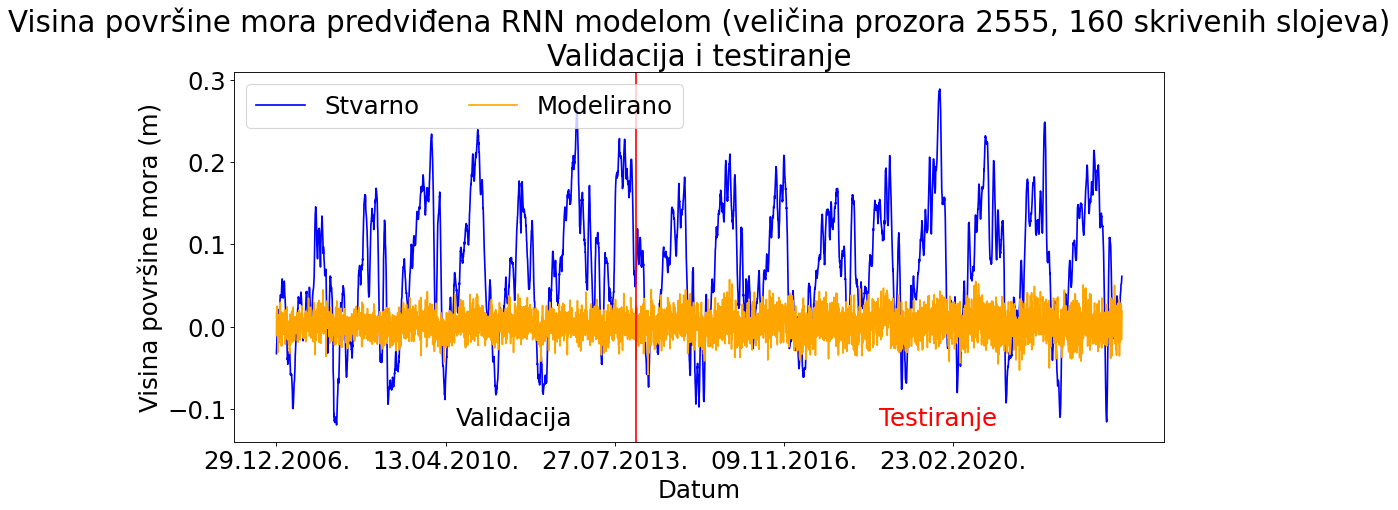 Visina površine mora predviđena RNN modelom (veličina prozora 2555, 160 skrivenih slojeva)
Validacija i testiranje
Stvarno
Modelirano
Visina površine mora (m)
0.3
0.2
0.1
0.0
−0.1
Validacija
Testiranje
29.12.2006.
13.04.2010.
27.07.2013.
09.11.2016.
23.02.2020.
Datum